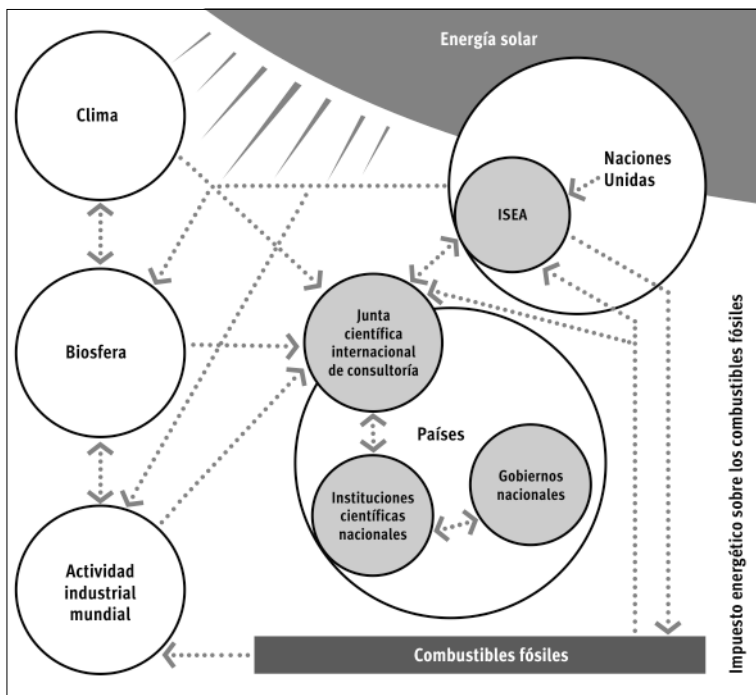 Energía solar
Clima
Naciones
Unidas
ISEA
Junta
científica
internacional
de consultoría
Biosfera
Países
Gobiernos
nacionales
Instituciones
científicas
nacionales
Actividad
industrial
mundial
Combustibles fósiles
Impuesto energético sobre los combustibles fósiles